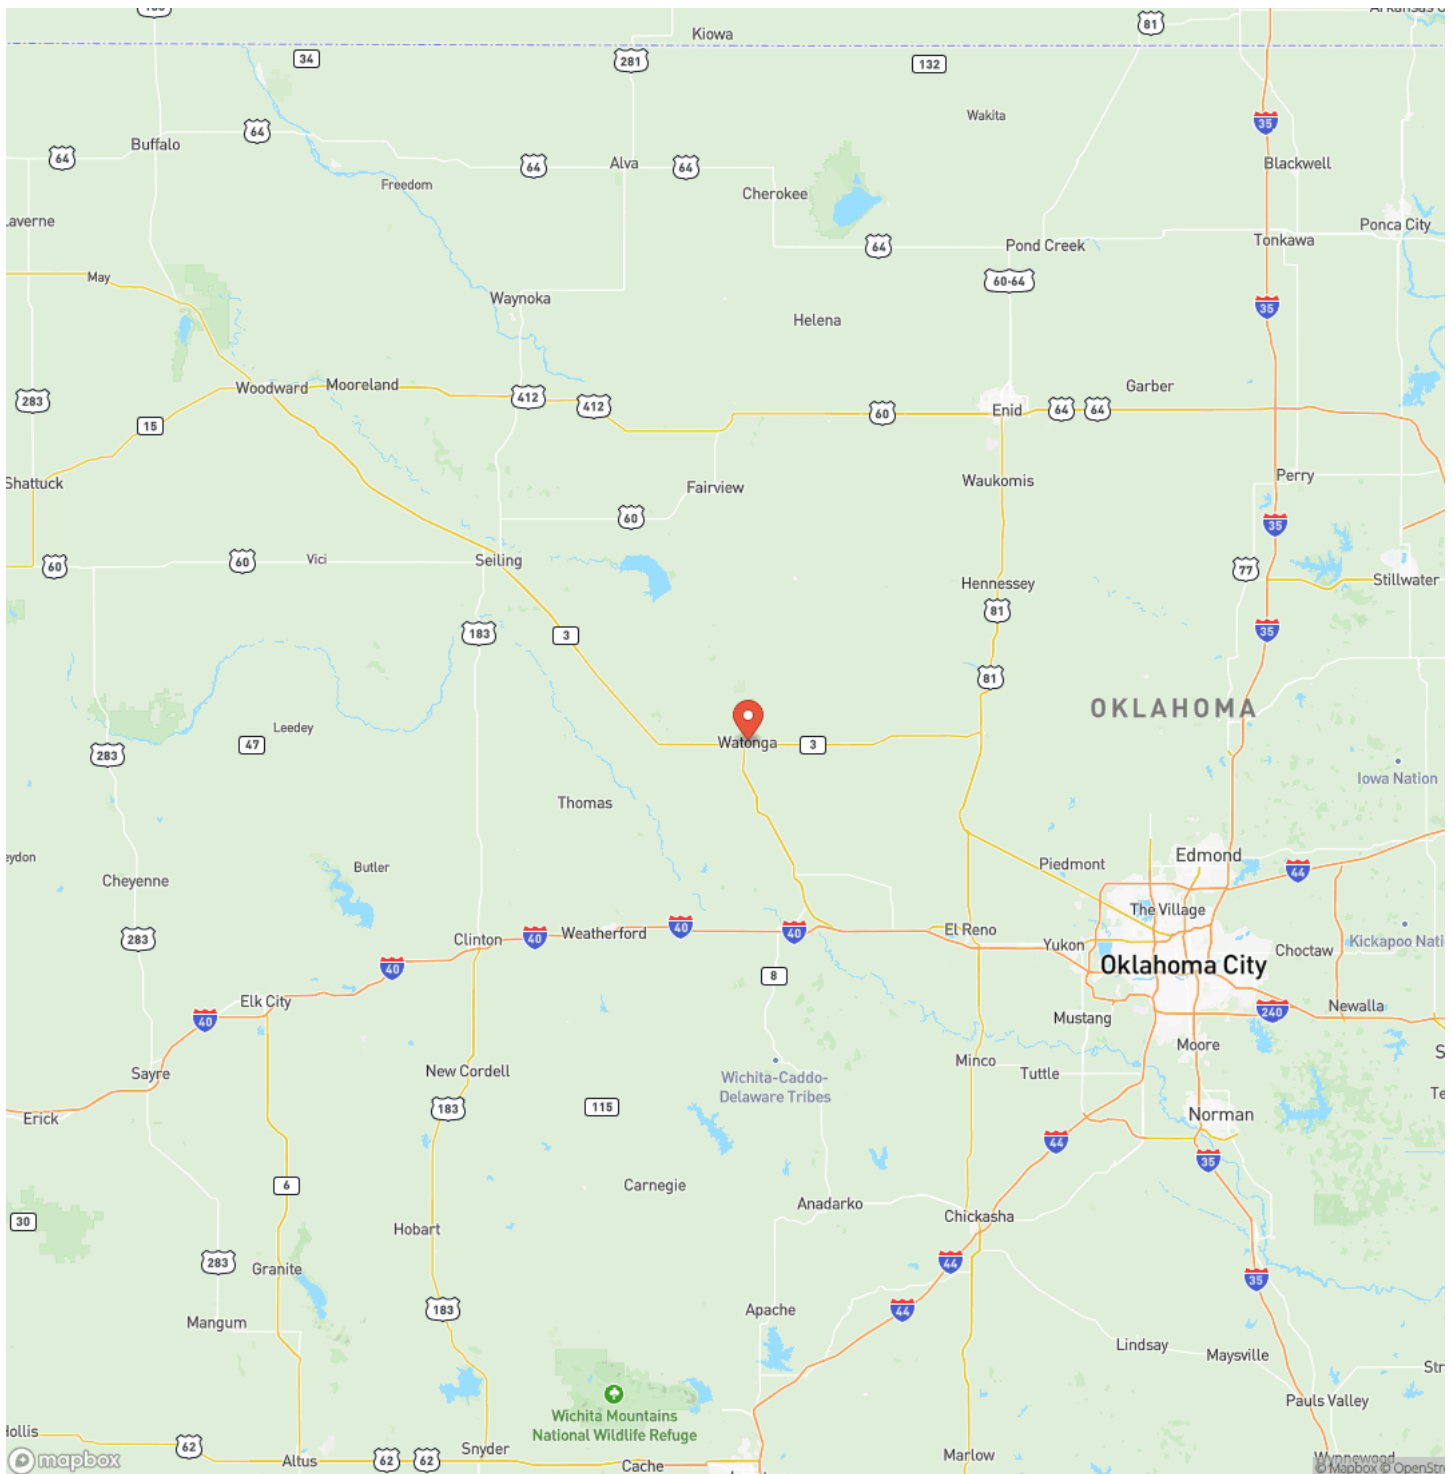 Kiowa
81
34
281
132
Wakita
64
Buffalo
64
35
64
Alva
64
64
Blackwell
Freedom
Cherokee
Ponca City
Pond Creek
Tonkawa
64
May
60-64
Waynoka
35
Helena
Woodward
Mooreland
Garber
283
412
412
60
Enid
64
64
15
Shattuck
Fairview
Waukomis
Perry
60
35
60
60
Vici
Seiling
77
Stillwater
Hennessey
81
183
3
35
81
OKLAHOMA
Leedey
47
283
Watonga
3
Iowa Nation
Thomas
Butler
Piedmont
Edmond
44
Cheyenne
The Village
283
Clinton
40
Weatherford
40
40
El Reno
Yukon
Choctaw
40
8
Oklahoma City
Elk City
40
Newalla
240
Mustang
Moore
Sayre
New Cordell
Minco
Tuttle
Wichita-Caddo-
Delaware Tribes
183
115
Erick
Norman
44
35
6
Carnegie
Anadarko
30
Hobart
Chickasha
283
Granite
44
35
183
44
Apache
Mangum
Lindsay
Maysville
Wichita Mountains
National Wildlife Refuge
Pauls Valley
62
Altus
62
62
Snyder
Cache
Marlow
mapbox
© Mapbox ©